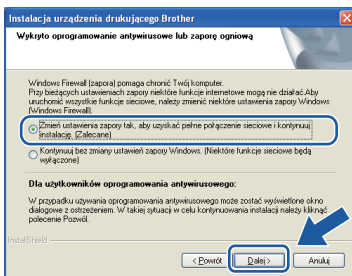 Instalacja urządzenia drukującego Brother
Wykryto oprogramowanie antywirusowe lub zaporę ogniową
Windows Firewall (zapora) pomaga chronić Twój komputer.
Przy bieżących ustawieniach zapory niektóre funkcje internetowe mogą nie działać.Aby
uruchomić wszystkie funkcje sieciowe, należy zmienić niektóre ustawienia zapory Windows
(Windows Firewall).
Zmień ustawienia zapory tak, aby uzyskać pełne połączenie sieciowe i kontynuuj
instalację. (Zalecane)
Kontynuuj bez zmiany ustawień zapory Windows. (Niektóre funkcje sieciowe będą
wyłączone)
Dla użytkowników oprogramowania antywirusowego:
W przypadku używania oprogramowania antywirusowego może zostać wyświetlone okno
dialogowe z ostrzeżeniem. W takiej sytuacji w celu kontynuowania instalacji należy kliknąć
polecenie Pozwól.
InstallShield
< Powrót
Dalej >
Anuluj